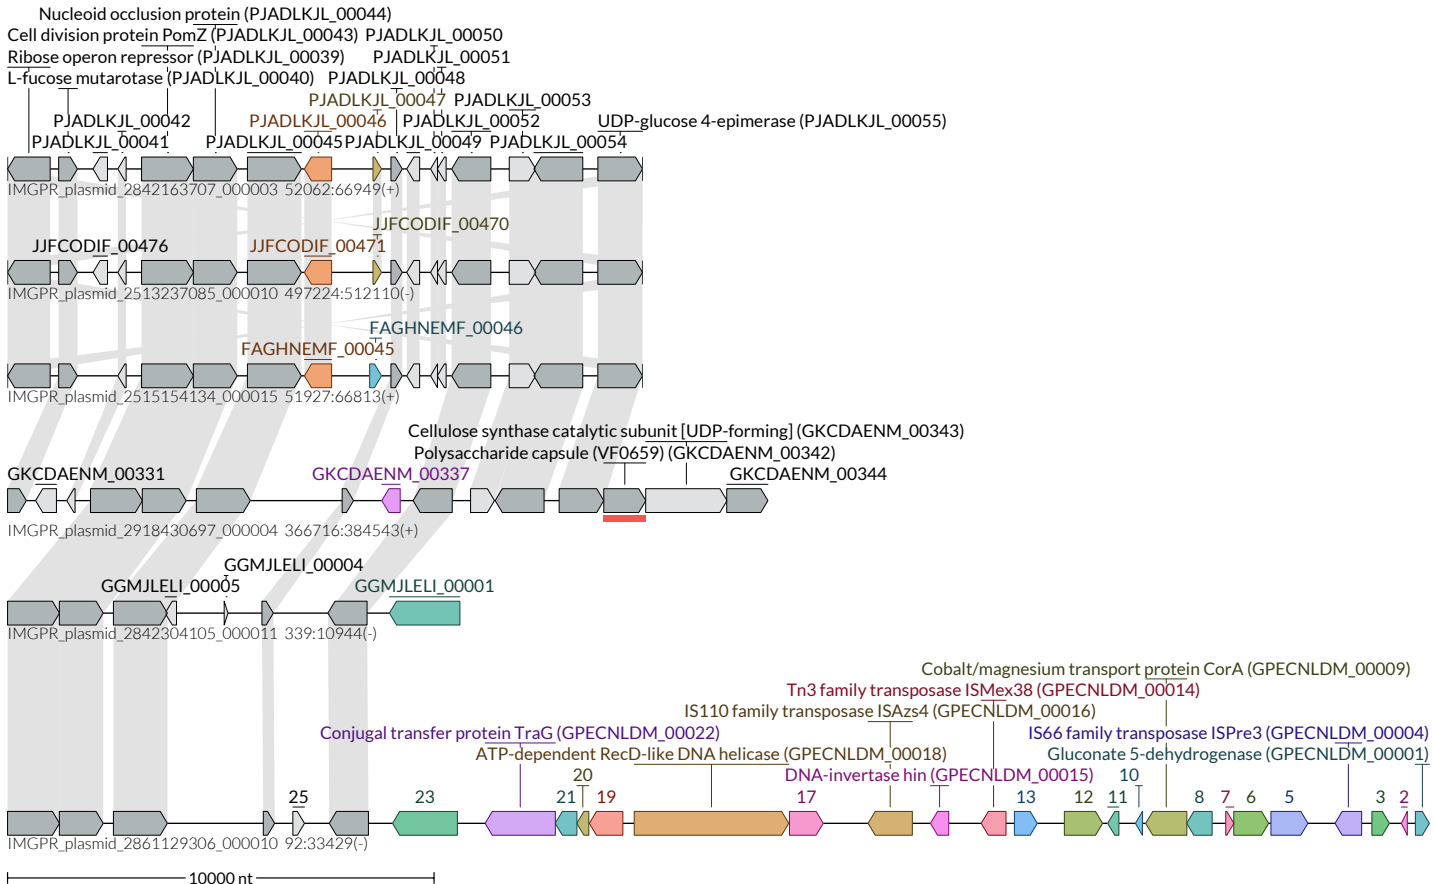 Nucleoid occlusion protein (PJADLKJL_00044)
Cell division protein PomZ (PJADLKJL_00043) PJADLKJL_00050
Ribose operon repressor (PJADLKJL_00039) PJADLKJL_00051
L-fucose mutarotase (PJADLKJL_00040) PJADLKJL_00048
PJADLKJL_00047 PJADLKJL_00053
PJADLKJL_00042 PJADLKJL_00046 PJADLKJL_00052 UDP-glucose 4-epimerase (PJADLKJL_00055)
PJADLKJL_00041 PJADLKJL_00045 PJADLKJL_00049 PJADLKJL_00054
IMGPR_plasmid_2842163707_000003 52062:66949(+)
JJFCODIF_00470
JJFCODIF_00476 JJFCODIF_00471
IMGPR_plasmid_2513237085_000010 497224:512110(-)
FAGHNEMF_00046
FAGHNEMF_00045
IMGPR_plasmid_2515154134_000015 51927:66813(+)
Cellulose synthase catalytic subunit [UDP-forming] (GKCDAENM_00343)
Polysaccharide capsule (VF0659) (GKCDAENM_00342)
GKCDAENM_00331 GKCDAENM_00337 GKCDAENM_00344
IMGPR_plasmid_2918430697_000004 366716:384543(+)
GGMJLELI_00004
GGMJLELI_00005 GGMJLELI_00001
IMGPR_plasmid_2842304105_000011 339:10944(-)
Cobalt/magnesium transport protein CorA (GPECNLDM_00009)
Tn3 family transposase ISMex38 (GPECNLDM_00014)
IS110 family transposase ISAzs4 (GPECNLDM_00016)
Conjugal transfer protein TraG (GPECNLDM_00022) IS66 family transposase ISPre3 (GPECNLDM_00004)
ATP-dependent RecD-like DNA helicase (GPECNLDM_00018) Gluconate 5-dehydrogenase (GPECNLDM_00001)
20 DNA-invertase hin (GPECNLDM_00015) 10
25 23 21 19 17 13 12 11 8 7 6 5 3 2
IMGPR_plasmid_2861129306_000010 92:33429(-)
10000 nt